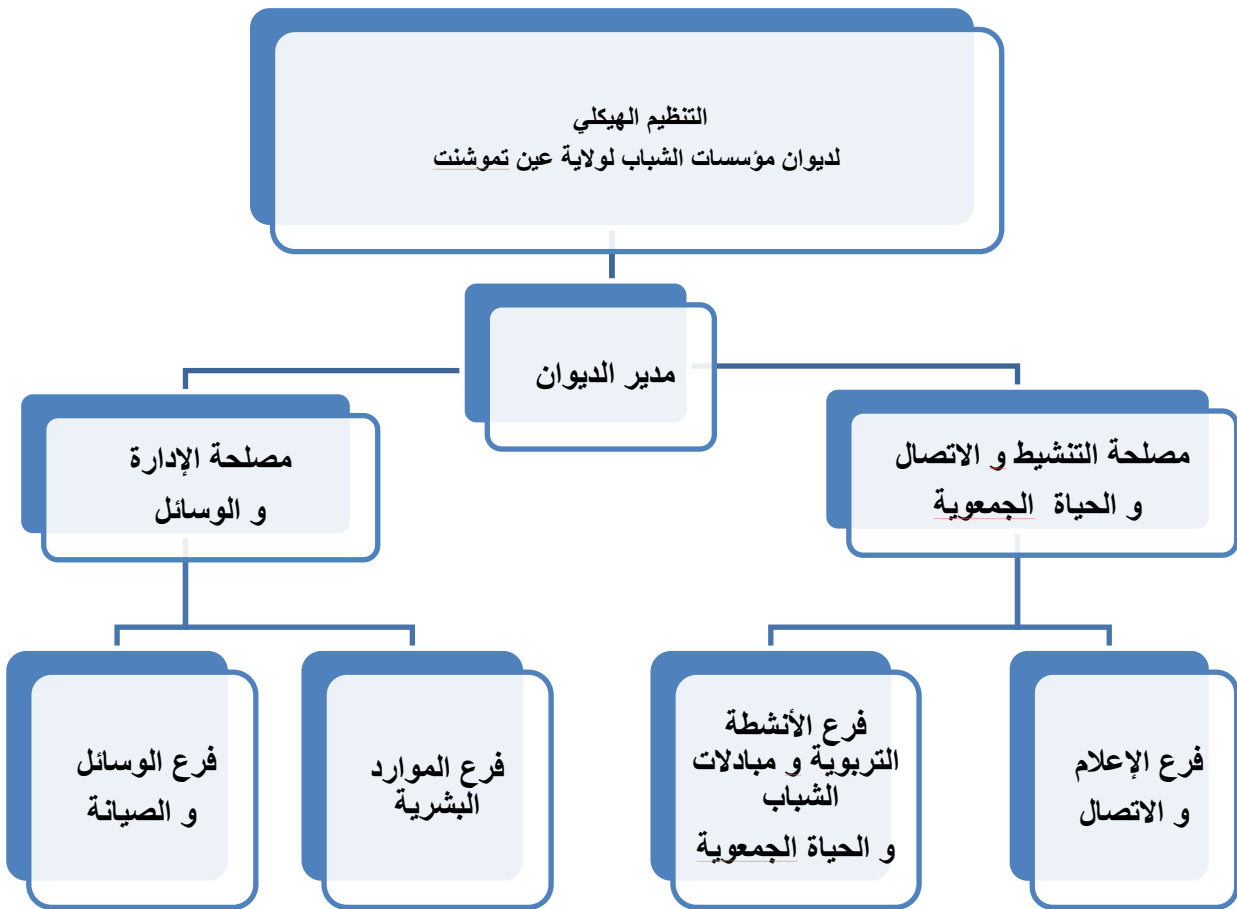 التنظيم الهيكلي
لديوان مؤسسات الشباب لولاية عين تموشنت
مدير الديوان
مصلحة التنشيط و الاتصال
و الحياة الجمعوية
مصلحة الإدارة
و الوسائل
فرع الإعلام
و الاتصال
فرع الأنشطة
التربوية و مبادلات
الشباب
و الحياة الجمعوية
فرع الموارد
البشرية
فرع الوسائل
و الصيانة